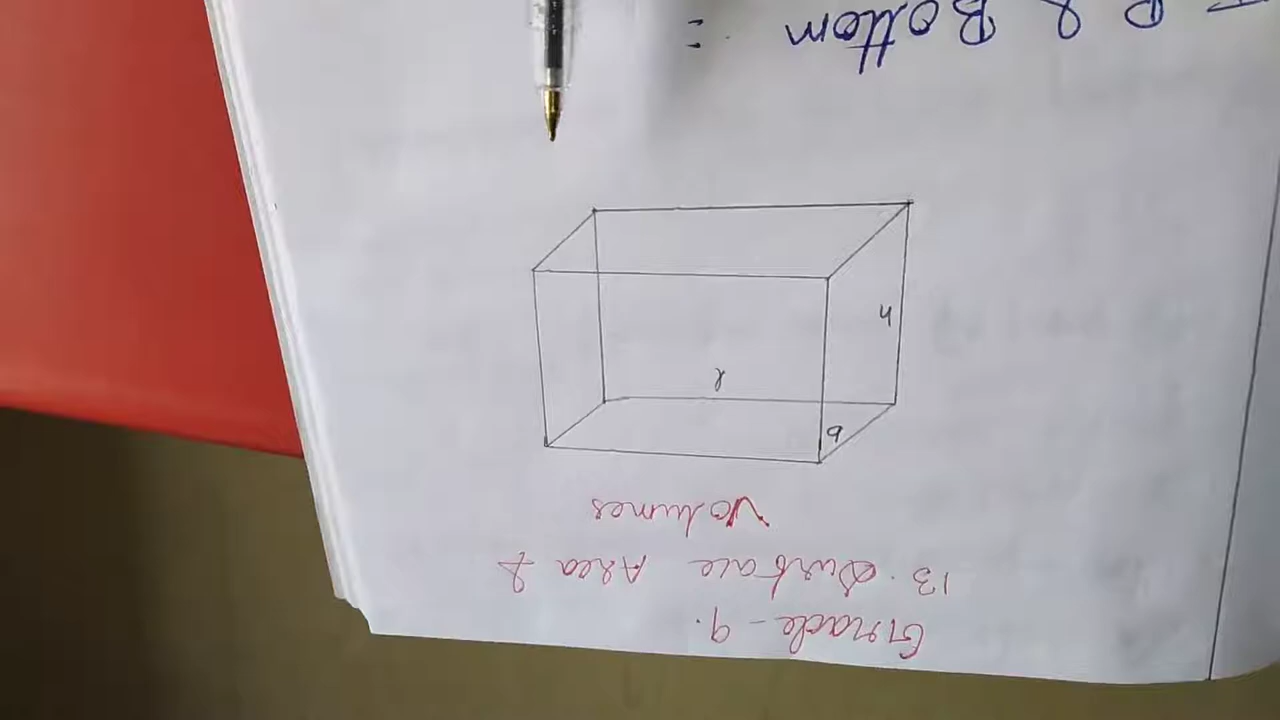 Grade - 9.
13. Surface Area &
Volumes
b
l
h
& Bottom :